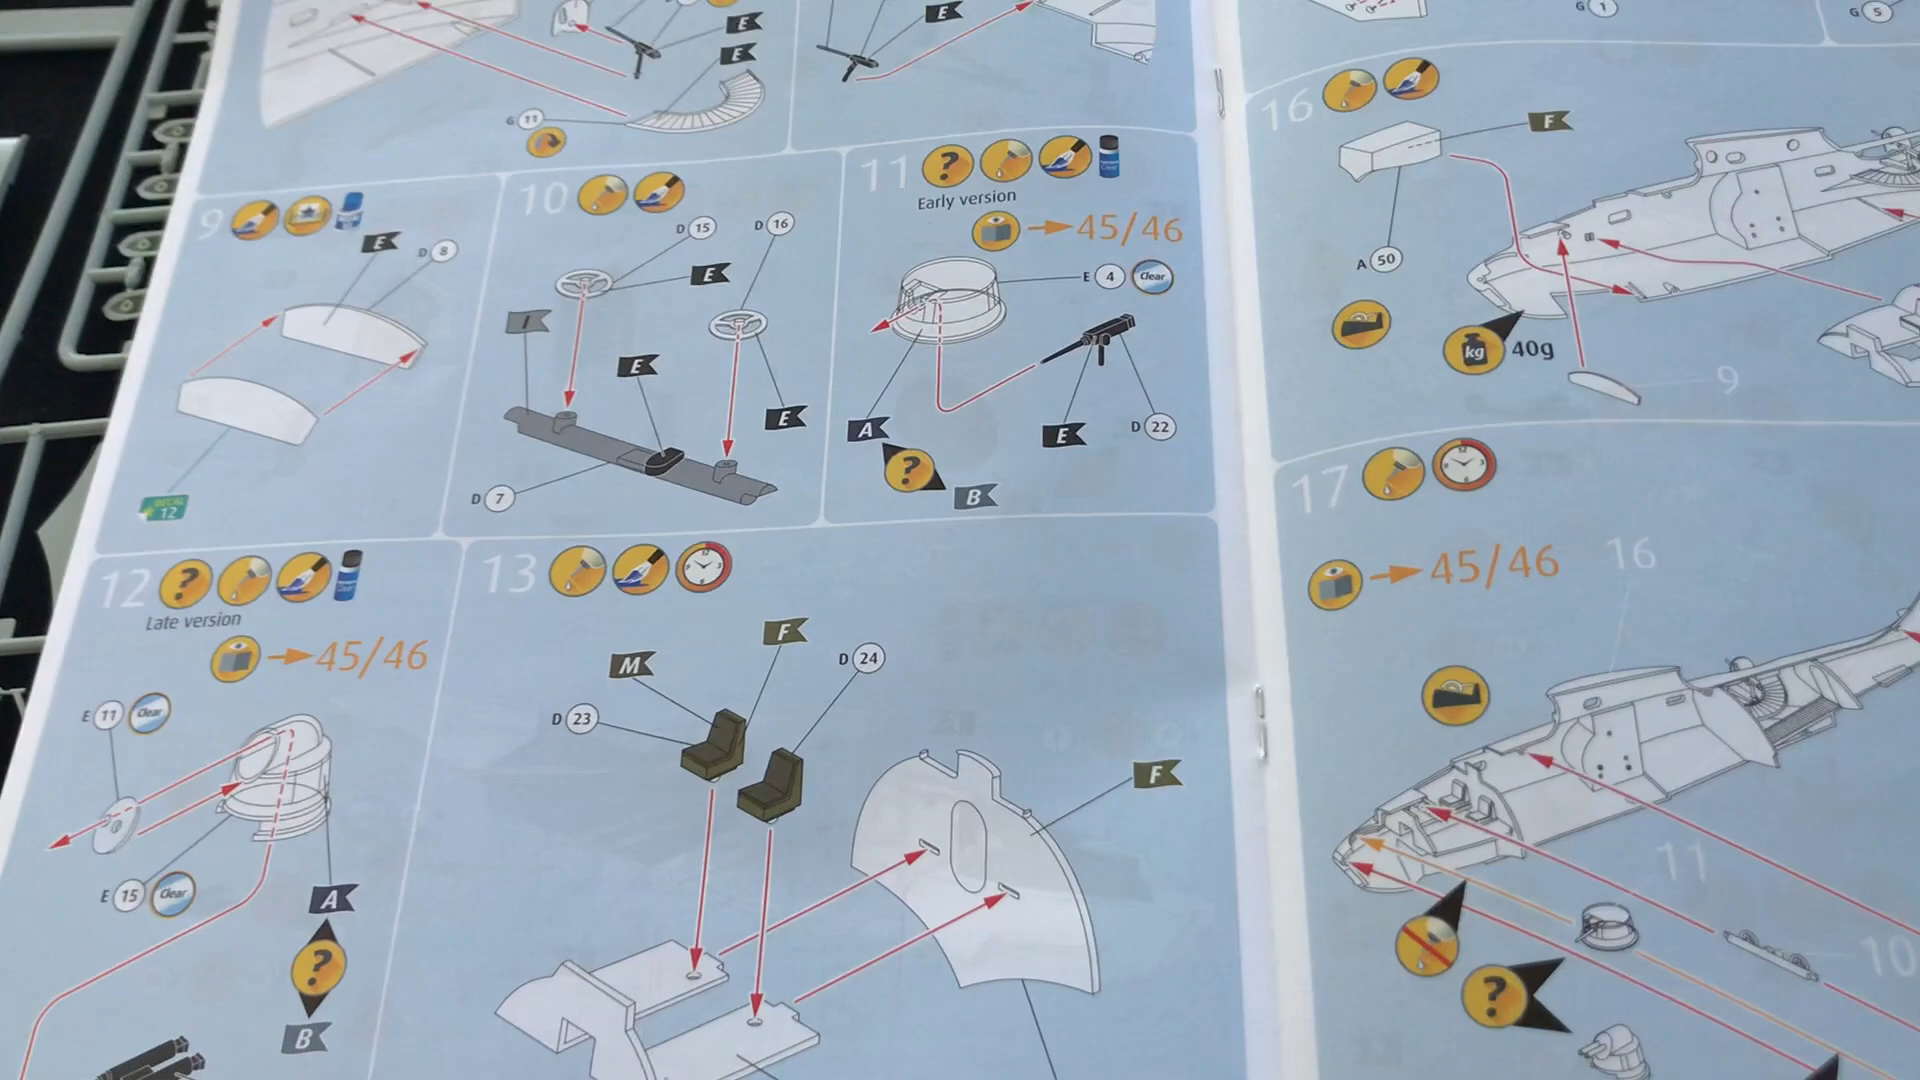 E
E
E
G 11
9
E
D 8
DECAL
12
10
D 15
D 16
E
I
E
E
D 7
11
Early version
45/46
E 4
Clear
A
E
D 22
?
B
12
?
Late version
45/46
E 11
Clear
E 15
Clear
A
?
B
13
M
F
D 23
D 24
F
G 1
G 5
16
F
A 50
kg
40g
9
17
45/46
16
11
10
?